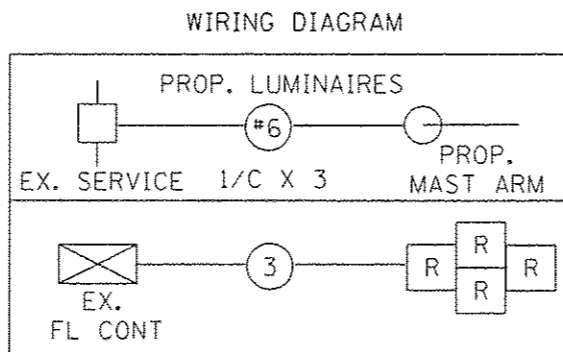 WIRING DIAGRAM
PROP. LUMINAIRES
#6
EX. SERVICE 1/C X 3
PROP.
MAST ARM
3
R
R
R
R
EX.
FL CONT